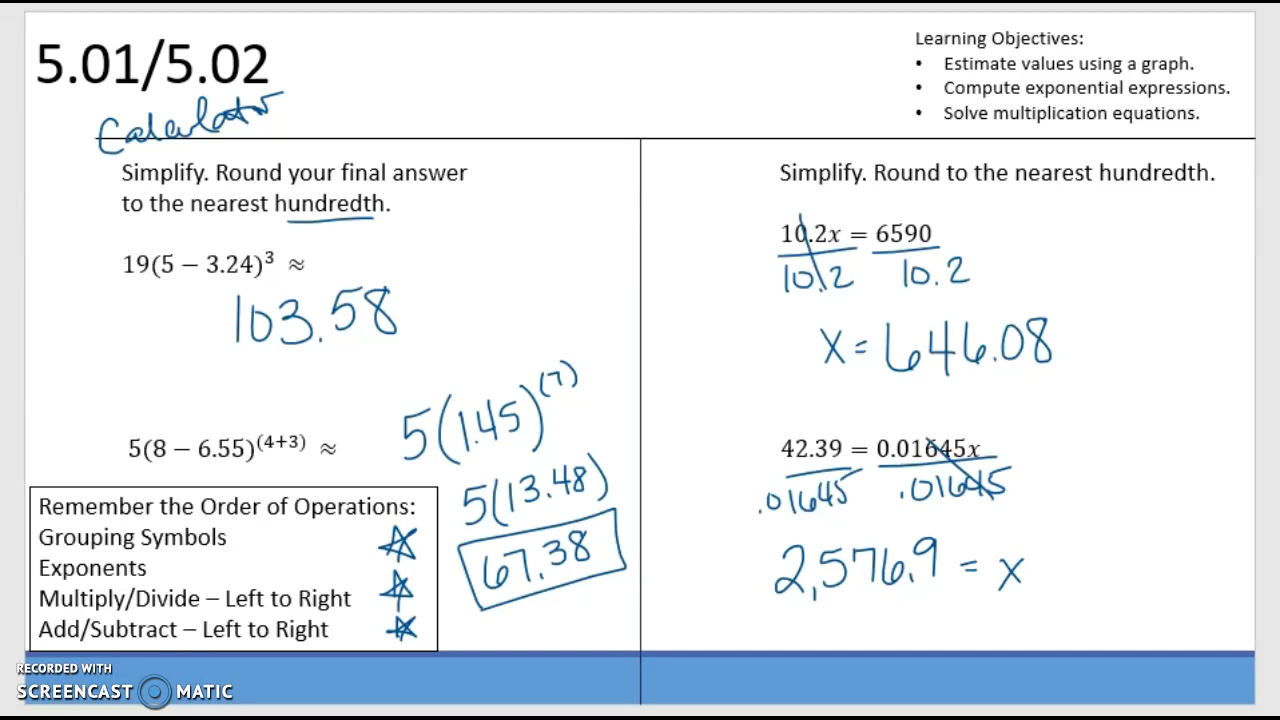 5.01/5.02
Calculator
Learning Objectives:
• Estimate values using a graph.
• Compute exponential expressions.
• Solve multiplication equations.
Simplify. Round your final answer
to the nearest hundredth.
19(5 − 3.24)³ ≈
103.58
5(8 − 6.55)⁽⁴⁺³⁾ ≈
5(1.45)⁽⁷⁾
5(13.48)
67.38
Remember the Order of Operations:
Grouping Symbols
Exponents
Multiply/Divide – Left to Right
Add/Subtract – Left to Right
Simplify. Round to the nearest hundredth.
10.2x = 6590
10.2 10.2
x = 646.08
42.39 = 0.01645x
.01645 .01645
2,576.9 = x
RECORDED WITH
SCREENCAST MATIC